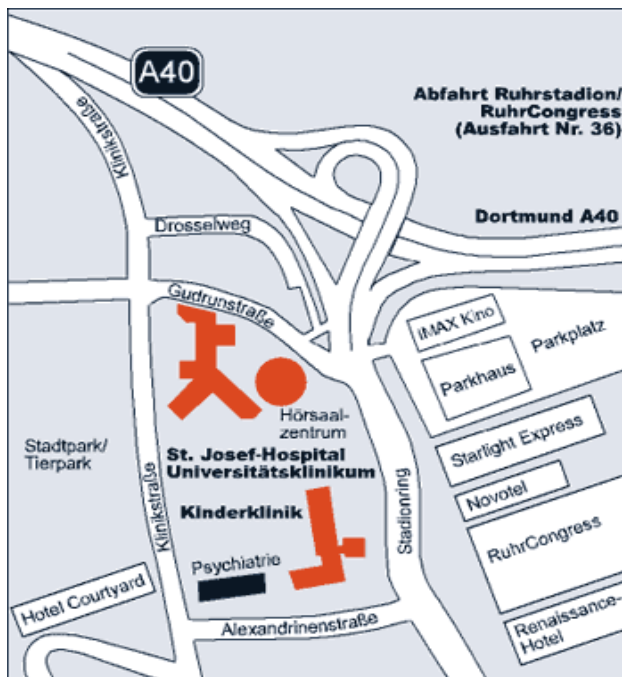 A40
Abfahrt Ruhrstadion/
RuhrCongress
(Ausfahrt Nr. 36)
Klinikstraße
Dortmund A40
Drosselweg
Gudrunstraße
IMAX Kino
Parkplatz
Parkhaus
Hörsaal-
zentrum
Stadtpark/
Tierpark
St. Josef-Hospital
Universitätsklinikum
Starlight Express
Klinikstraße
Stadionring
Novotel
Kinderklinik
RuhrCongress
Psychiatrie
Hotel Courtyard
Alexandrinenstraße
Renaissance-
Hotel